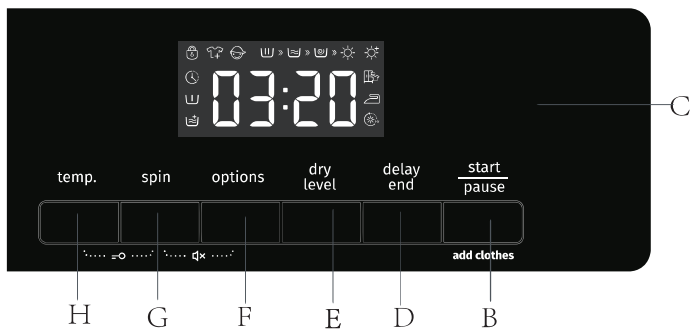 03:20
temp.
spin
options
dry
level
delay
end
start
pause
add clothes
C
H
G
F
E
D
B